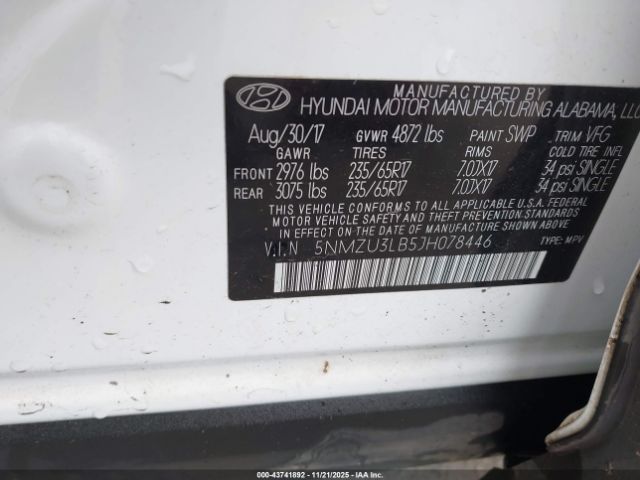 MANUFACTURED BY
HYUNDAI MOTOR MANUFACTURING ALABAMA, LLC
Aug/30/17 GVWR 4872 lbs PAINT SWP TRIM VFG
GAWR TIRES RIMS COLD TIRE INFL
FRONT 2976 lbs 235/65R17 7.0JX17 34 psi SINGLE
REAR 3075 lbs 235/65R17 7.0JX17 34 psi SINGLE
THIS VEHICLE CONFORMS TO ALL APPLICABLE U.S.A. FEDERAL
MOTOR VEHICLE SAFETY AND THEFT PREVENTION STANDARDS
IN EFFECT ON THE DATE OF MANUFACTURE SHOWN ABOVE.
V.I.N 5NMZU3LB5JH078446 TYPE: MPV
000-43741892 - 11/21/2025 - IAAI.COM